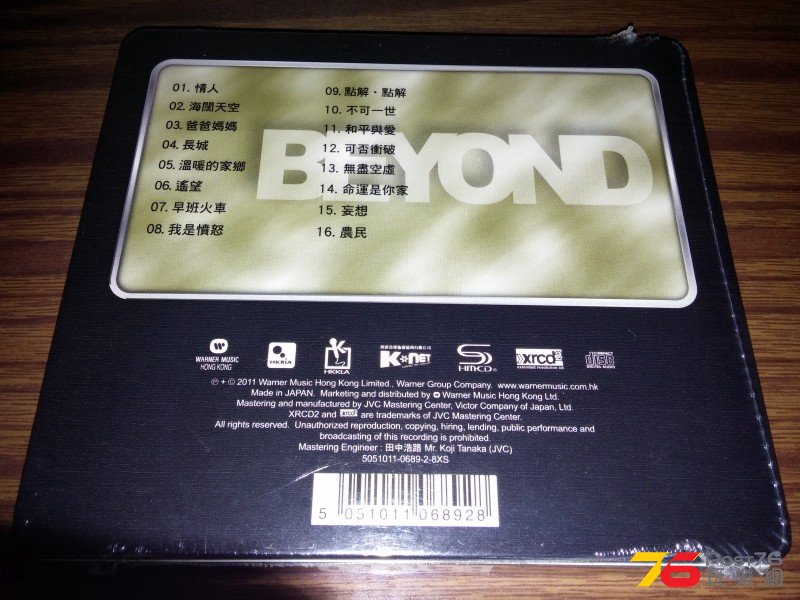 01. 情人
02. 海闊天空
03. 爸爸媽媽
04. 長城
05. 溫暖的家鄉
06. 遙望
07. 早班火車
08. 我是憤怒
09. 點解・點解
10. 不可一世
11. 和平與愛
12. 可否衝破
13. 無盡空虛
14. 命運是你家
15. 妄想
16. 農民
BEYOND
WARNER MUSIC
HONG KONG
HKRIA
HKKLA
K★NET
HMCD
xrcd2
COMPACT
disc
DIGITAL AUDIO
℗ + © 2011 Warner Music Hong Kong Limited., Warner Group Company. www.warnermusic.com.hk
Made in JAPAN. Marketing and distributed by Warner Music Hong Kong Ltd.
Mastering and manufactured by JVC Mastering Center, Victor Company of Japan, Ltd.
XRCD2 and xrcd are trademarks of JVC Mastering Center.
All rights reserved. Unauthorized reproduction, copying, hiring, lending, public performance and
broadcasting of this recording is prohibited.
Mastering Engineer : 田中浩路 Mr. Koji Tanaka (JVC)
5051011-0689-2-8XS
5 051011 068928
76